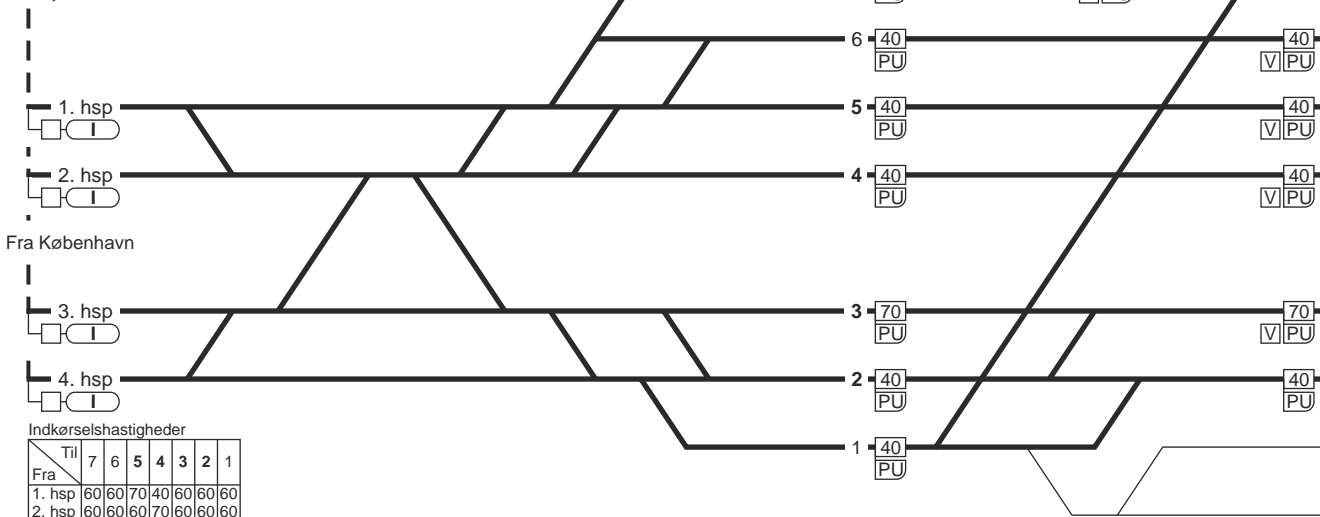 6 40 40
PU V PU
1. hsp 5 40 40
I PU V PU
2. hsp 4 40 40
I PU V PU
Fra København
3. hsp 3 70 70
I PU V PU
4. hsp 2 40 40
I PU PU
Indkørselshastigheder
1 40
PU
Til
Fra 7 6 5 4 3 2 1
1. hsp 60 60 70 40 60 60 60
2. hsp 60 60 60 70 60 60 60